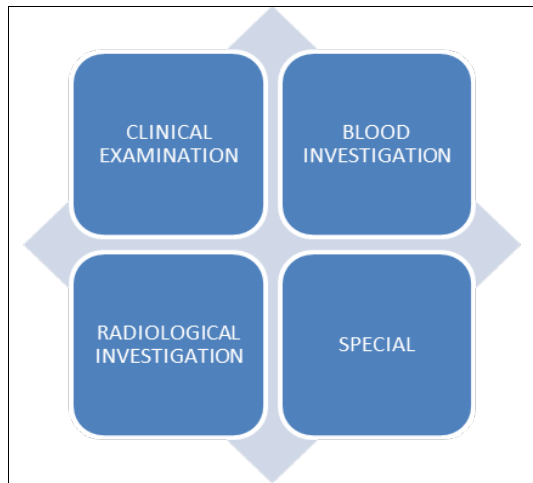 CLINICAL
EXAMINATION
BLOOD
INVESTIGATION
RADIOLOGICAL
INVESTIGATION
SPECIAL